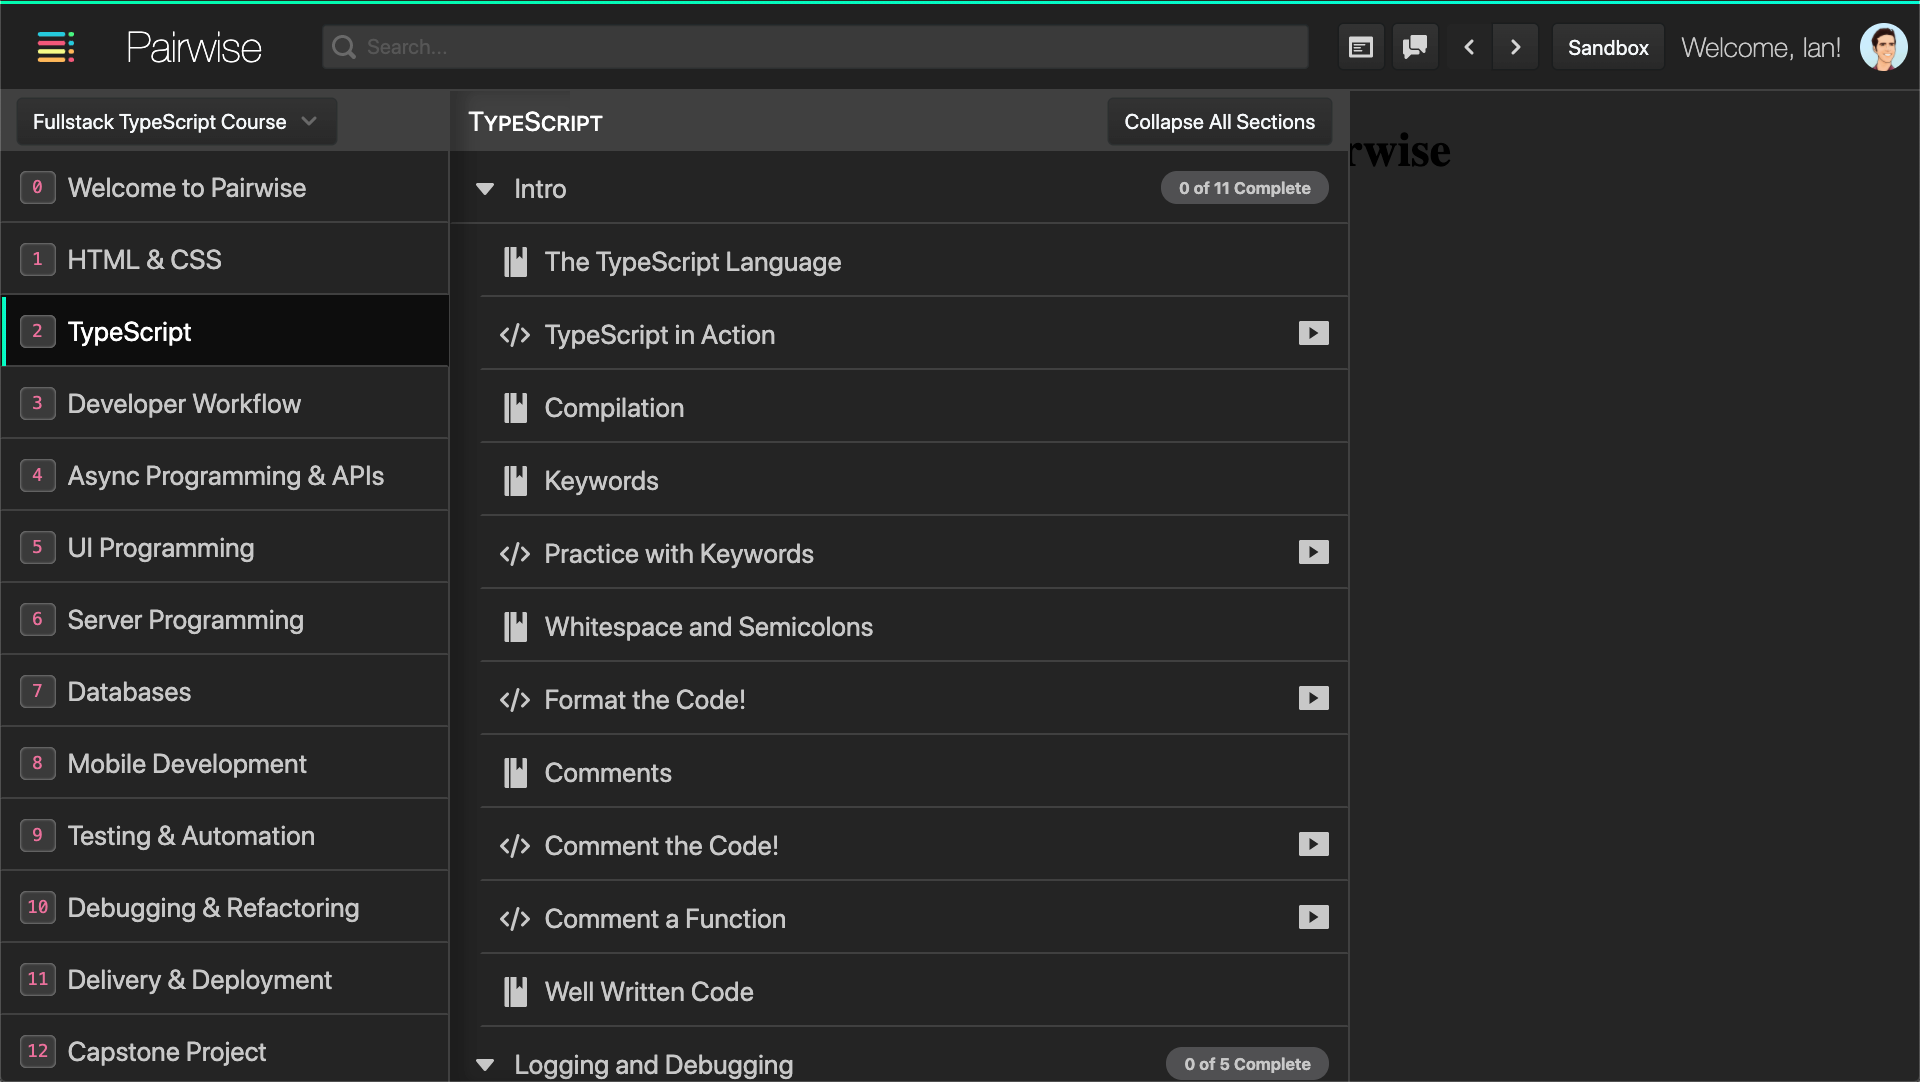 Pairwise
Search...
Sandbox
Welcome, Ian!
Fullstack TypeScript Course
0 Welcome to Pairwise
1 HTML & CSS
2 TypeScript
3 Developer Workflow
4 Async Programming & APIs
5 UI Programming
6 Server Programming
7 Databases
8 Mobile Development
9 Testing & Automation
10 Debugging & Refactoring
11 Delivery & Deployment
12 Capstone Project
TypeScript
Collapse All Sections
Intro
0 of 11 Complete
The TypeScript Language
</> TypeScript in Action
Compilation
Keywords
</> Practice with Keywords
Whitespace and Semicolons
</> Format the Code!
Comments
</> Comment the Code!
</> Comment a Function
Well Written Code
Logging and Debugging
0 of 5 Complete
rwise